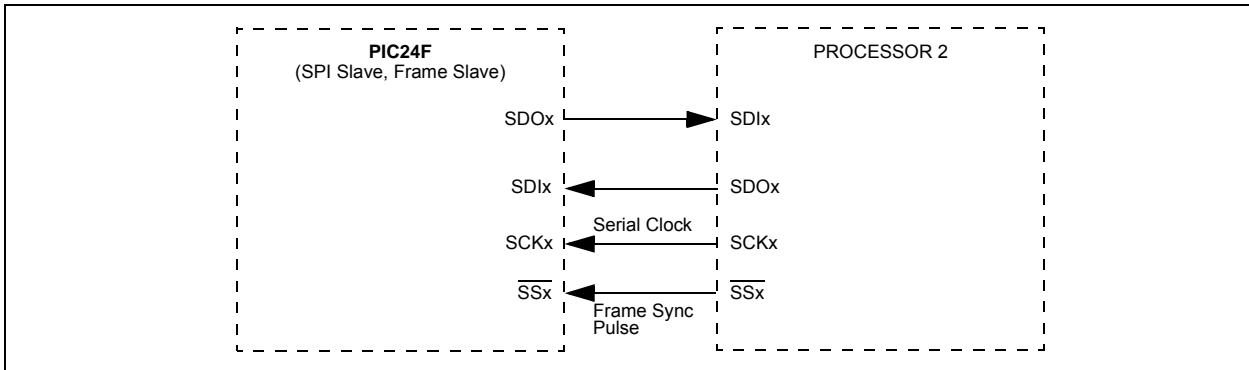 PIC24F
(SPI Slave, Frame Slave)
PROCESSOR 2
SDOx
SDIx
SDIx
SDOx
Serial Clock
SCKx
SCKx
SSx
SSx
Frame Sync
Pulse